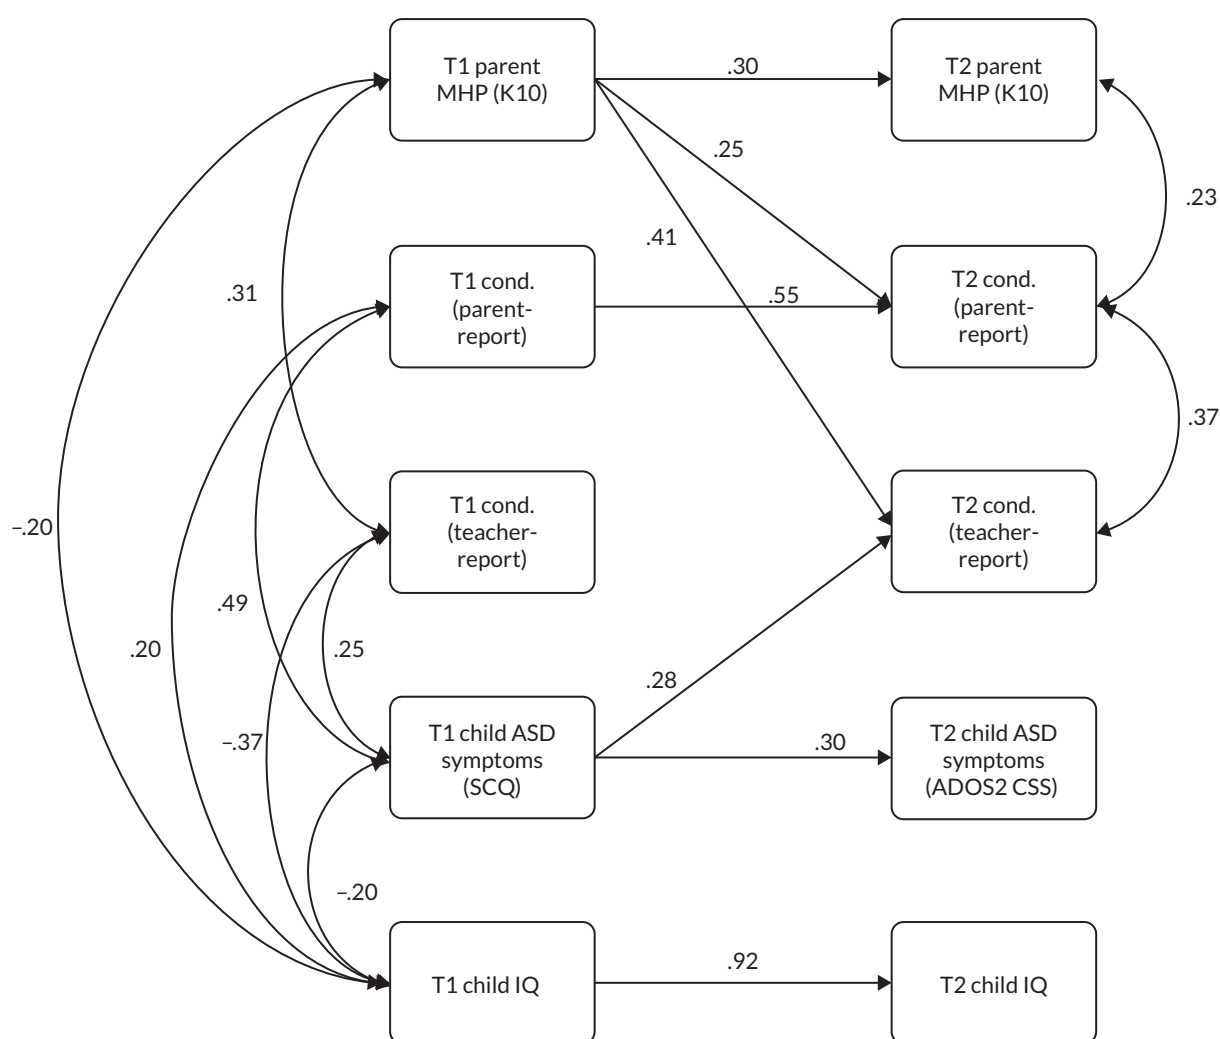 T1 parent
MHP (K10)
.30
T2 parent
MHP (K10)
.25
.23
.41
.31
T1 cond.
(parent-
report)
.55
T2 cond.
(parent-
report)
.37
–.20
T1 cond.
(teacher-
report)
T2 cond.
(teacher-
report)
.49
.20
.25
.28
–.37
T1 child ASD
symptoms
(SCQ)
.30
T2 child ASD
symptoms
(ADOS2 CSS)
–.20
T1 child IQ
.92
T2 child IQ